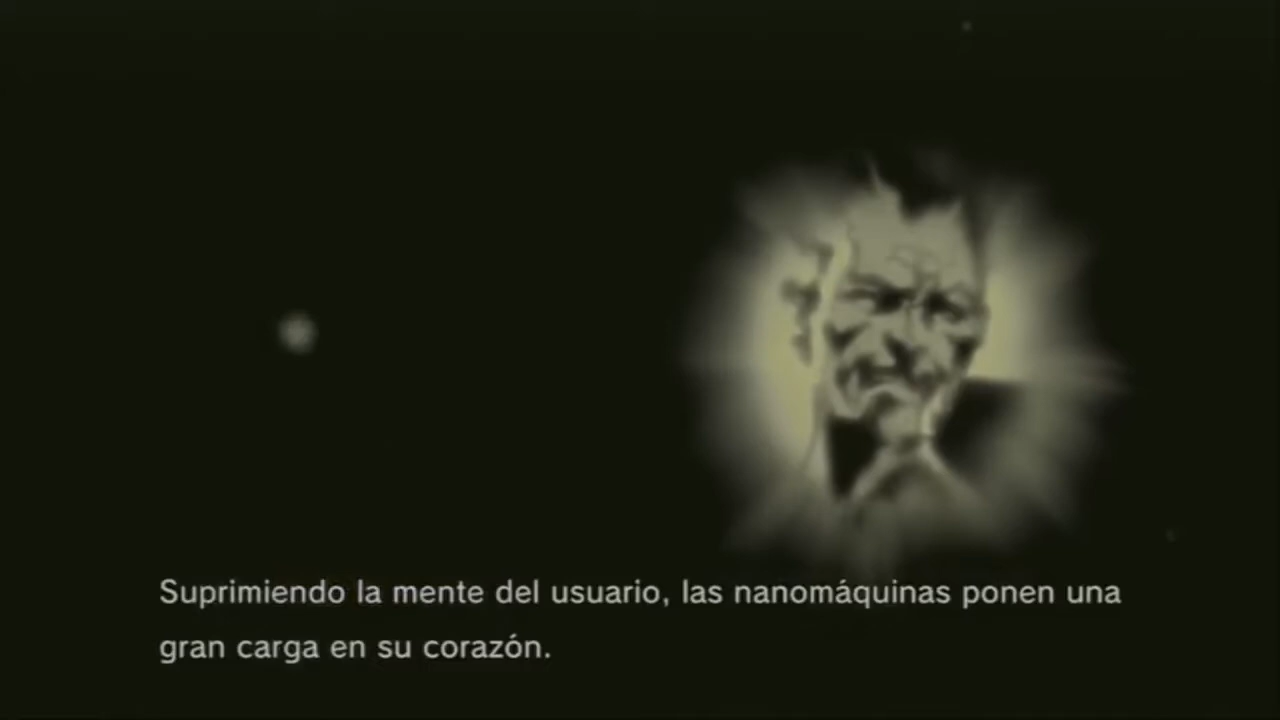 Suprimiendo la mente del usuario, las nanomáquinas ponen una
gran carga en su corazón.